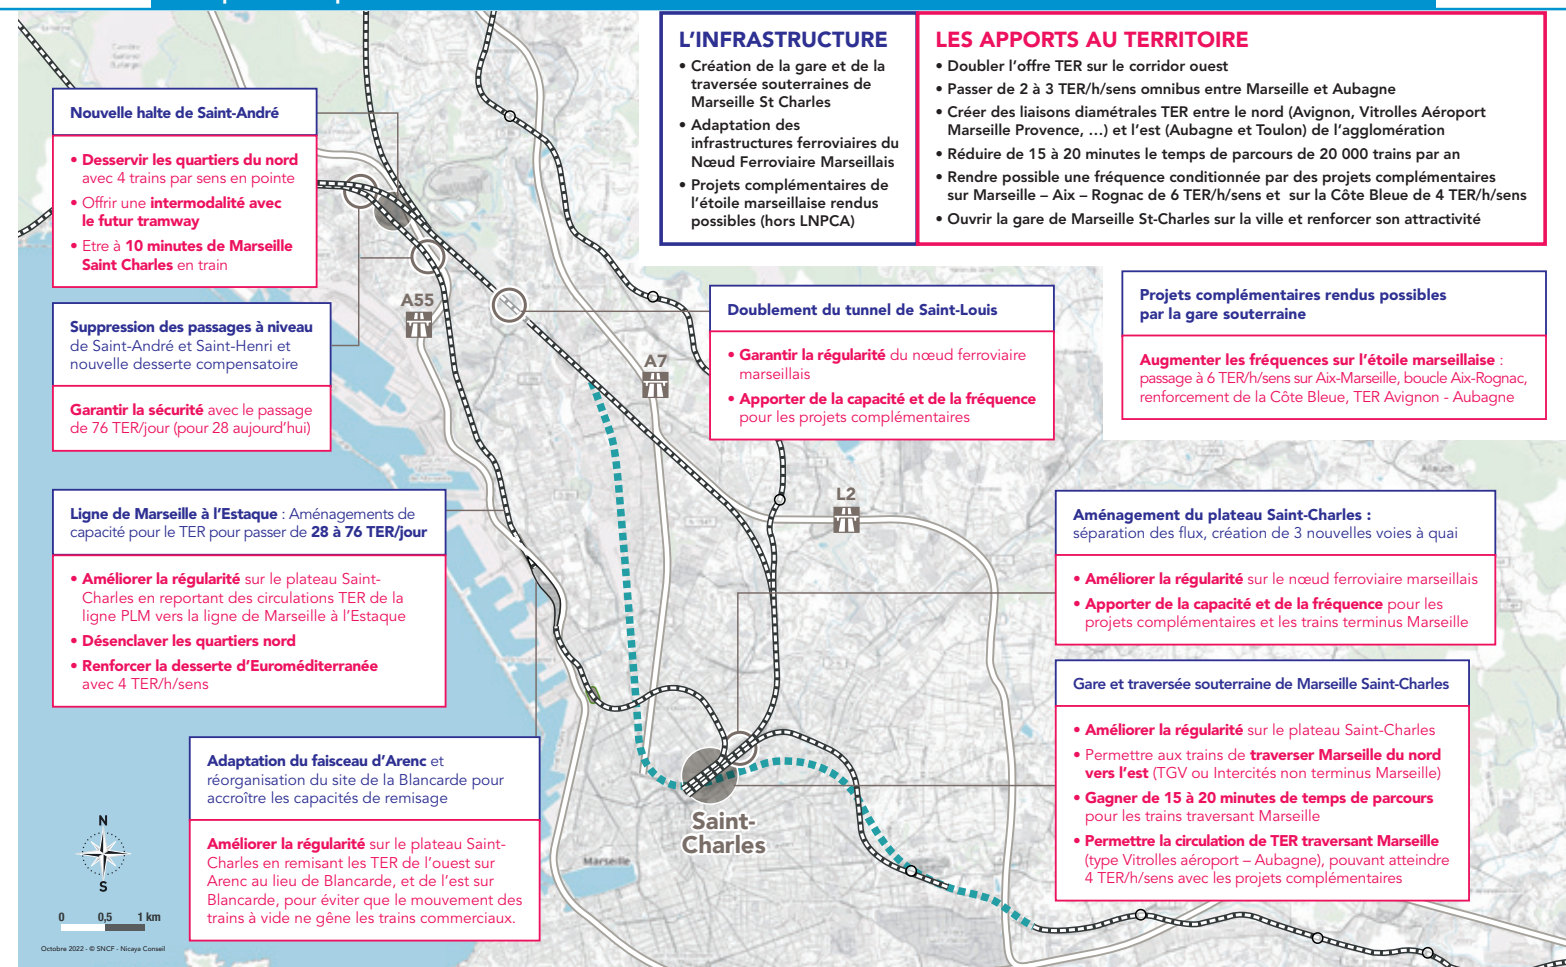 L'INFRASTRUCTURE
• Création de la gare et de la
traversée souterraines de
Marseille St Charles
• Adaptation des
infrastructures ferroviaires du
Nœud Ferroviaire Marseillais
• Projets complémentaires de
l'étoile marseillaise rendus
possibles (hors LNPCA)
LES APPORTS AU TERRITOIRE
• Doubler l'offre TER sur le corridor ouest
• Passer de 2 à 3 TER/h/sens omnibus entre Marseille et Aubagne
• Créer des liaisons diamétrales TER entre le nord (Avignon, Vitrolles Aéroport
Marseille Provence, …) et l'est (Aubagne et Toulon) de l'agglomération
• Réduire de 15 à 20 minutes le temps de parcours de 20 000 trains par an
• Rendre possible une fréquence conditionnée par des projets complémentaires
sur Marseille – Aix – Rognac de 6 TER/h/sens et sur la Côte Bleue de 4 TER/h/sens
• Ouvrir la gare de Marseille St-Charles sur la ville et renforcer son attractivité
Nouvelle halte de Saint-André
• Desservir les quartiers du nord
avec 4 trains par sens en pointe
• Offrir une intermodalité avec
le futur tramway
• Etre à 10 minutes de Marseille
Saint Charles en train
Suppression des passages à niveau
de Saint-André et Saint-Henri et
nouvelle desserte compensatoire
Garantir la sécurité avec le passage
de 76 TER/jour (pour 28 aujourd'hui)
A55
A7
L2
Doublement du tunnel de Saint-Louis
• Garantir la régularité du nœud ferroviaire
marseillais
• Apporter de la capacité et de la fréquence
pour les projets complémentaires
Projets complémentaires rendus possibles
par la gare souterraine
Augmenter les fréquences sur l'étoile marseillaise :
passage à 6 TER/h/sens sur Aix-Marseille, boucle Aix-Rognac,
renforcement de la Côte Bleue, TER Avignon - Aubagne
Allauch
Ligne de Marseille à l'Estaque : Aménagements de
capacité pour le TER pour passer de 28 à 76 TER/jour
• Améliorer la régularité sur le plateau Saint-
Charles en reportant des circulations TER de la
ligne PLM vers la ligne de Marseille à l'Estaque
• Désenclaver les quartiers nord
• Renforcer la desserte d'Euroméditerranée
avec 4 TER/h/sens
Aménagement du plateau Saint-Charles :
séparation des flux, création de 3 nouvelles voies à quai
• Améliorer la régularité sur le nœud ferroviaire marseillais
• Apporter de la capacité et de la fréquence pour les
projets complémentaires et les trains terminus Marseille
Gare et traversée souterraine de Marseille Saint-Charles
• Améliorer la régularité sur le plateau Saint-Charles
• Permettre aux trains de traverser Marseille du nord
vers l'est (TGV ou Intercités non terminus Marseille)
• Gagner de 15 à 20 minutes de temps de parcours
pour les trains traversant Marseille
• Permettre la circulation de TER traversant Marseille
(type Vitrolles aéroport – Aubagne), pouvant atteindre
4 TER/h/sens avec les projets complémentaires
Adaptation du faisceau d'Arenc et
réorganisation du site de la Blancarde pour
accroître les capacités de remisage
Améliorer la régularité sur le plateau Saint-
Charles en remisant les TER de l'ouest sur
Arenc au lieu de Blancarde, et de l'est sur
Blancarde, pour éviter que le mouvement des
trains à vide ne gêne les trains commerciaux.
Saint-
Charles
Marseille
N
S
0 0,5 1 km
Octobre 2022 - © SNCF - Nicaya Conseil